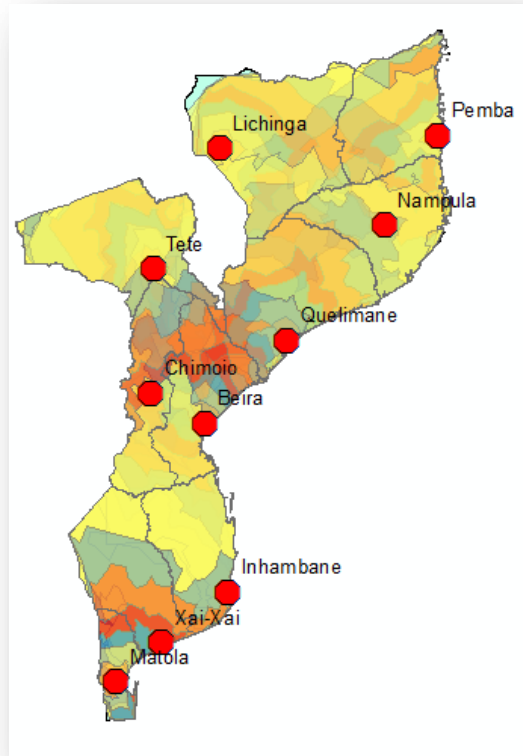 Pemba
Lichinga
Nampula
Tete
Quelimane
Chimoio
Beira
Inhambane
Xai-Xai
Matola